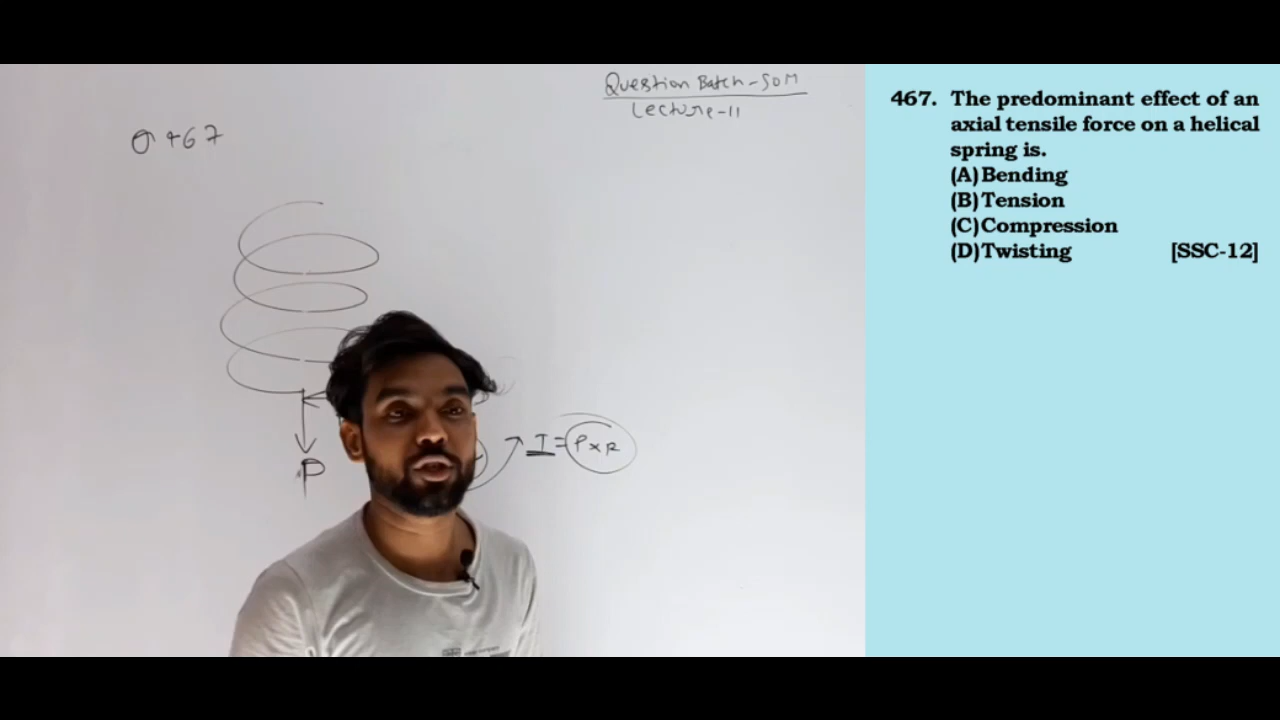 Question Batch - SOM
Lecture-11
Q 467
P
T = P x R
467. The predominant effect of an
axial tensile force on a helical
spring is.
(A) Bending
(B) Tension
(C) Compression
(D) Twisting [SSC-12]